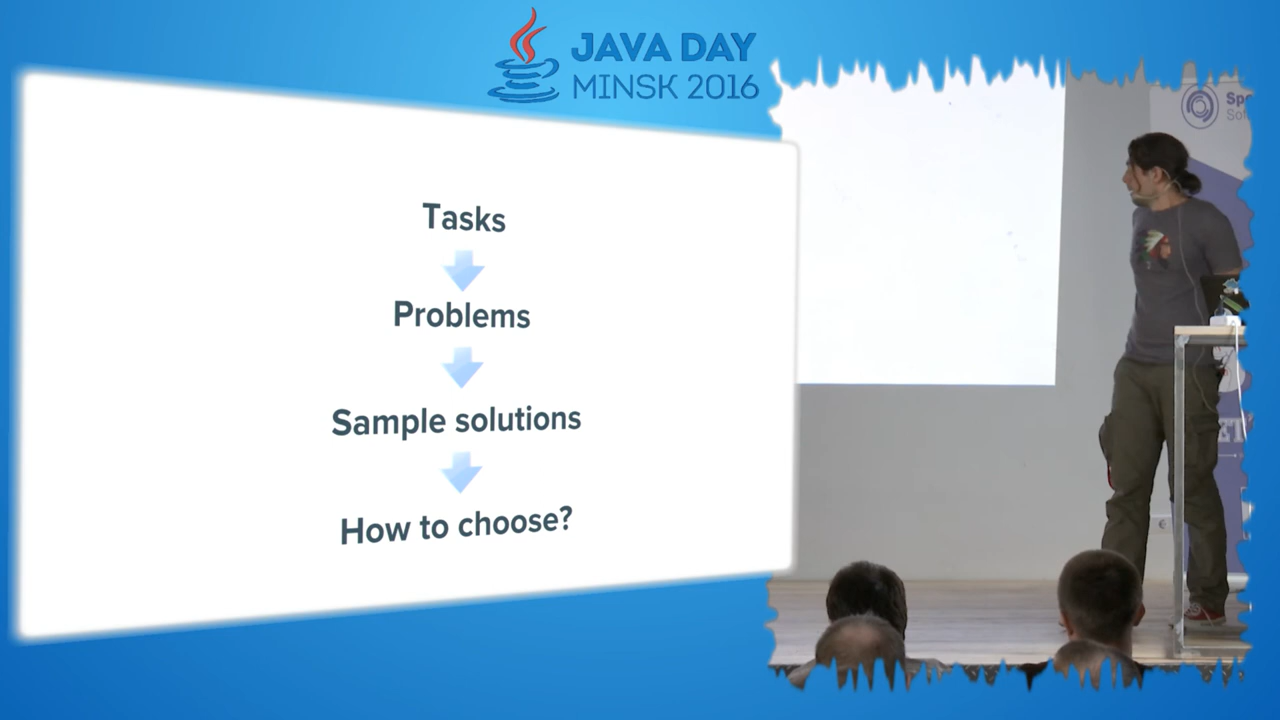 JAVA DAY
MINSK 2016
Tasks
Problems
Sample solutions
How to choose?